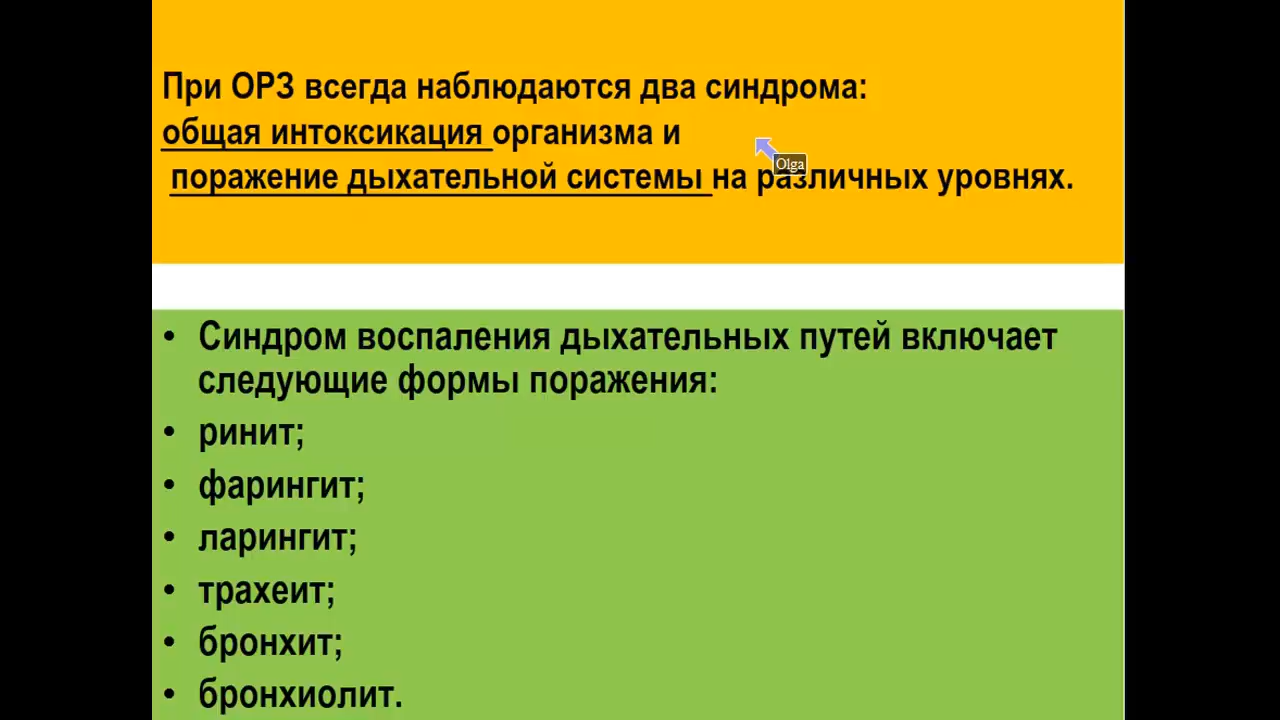 При ОРЗ всегда наблюдаются два синдрома:
общая интоксикация организма и
Olga
поражение дыхательной системы на различных уровнях.
• Синдром воспаления дыхательных путей включает
следующие формы поражения:
• ринит;
• фарингит;
• ларингит;
• трахеит;
• бронхит;
• бронхиолит.